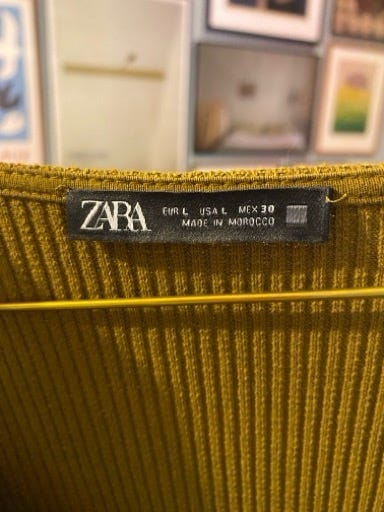 ZARA
EUR L USA L MEX 30
MADE IN MOROCCO